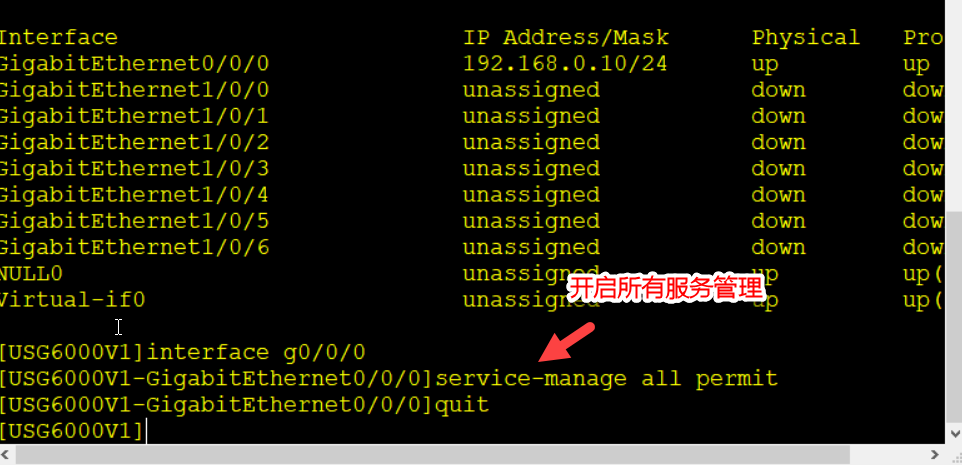 Interface IP Address/Mask Physical Pro
GigabitEthernet0/0/0 192.168.0.10/24 up up
GigabitEthernet1/0/0 unassigned down dow
GigabitEthernet1/0/1 unassigned down dow
GigabitEthernet1/0/2 unassigned down dow
GigabitEthernet1/0/3 unassigned down dow
GigabitEthernet1/0/4 unassigned down dow
GigabitEthernet1/0/5 unassigned down dow
GigabitEthernet1/0/6 unassigned down dow
NULL0 unassigned up up(
Virtual-if0 unassigned up up(
开启所有服务管理
[USG6000V1]interface g0/0/0
[USG6000V1-GigabitEthernet0/0/0]service-manage all permit
[USG6000V1-GigabitEthernet0/0/0]quit
[USG6000V1]